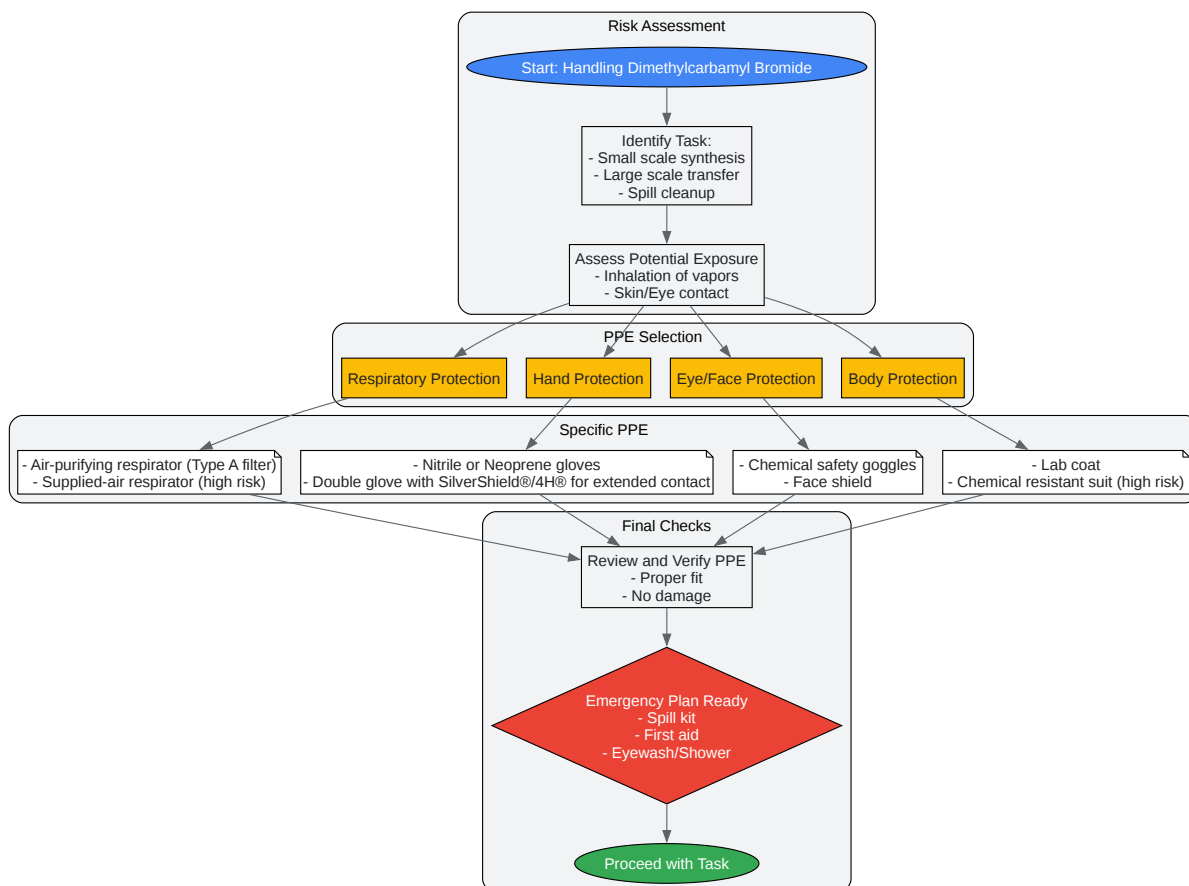 Risk Assessment
Start: Handling Dimethylcarbamyl Bromide
Identify Task:
- Small scale synthesis
- Large scale transfer
- Spill cleanup
Assess Potential Exposure
- Inhalation of vapors
- Skin/Eye contact
PPE Selection
Respiratory Protection
Hand Protection
Eye/Face Protection
Body Protection
Specific PPE
- Air-purifying respirator (Type A filter)
- Supplied-air respirator (high risk)
- Nitrile or Neoprene gloves
- Double glove with SilverShield®/4H® for extended contact
- Chemical safety goggles
- Face shield
- Lab coat
- Chemical resistant suit (high risk)
Final Checks
Review and Verify PPE
- Proper fit
- No damage
Emergency Plan Ready
- Spill kit
- First aid
- Eyewash/Shower
Proceed with Task